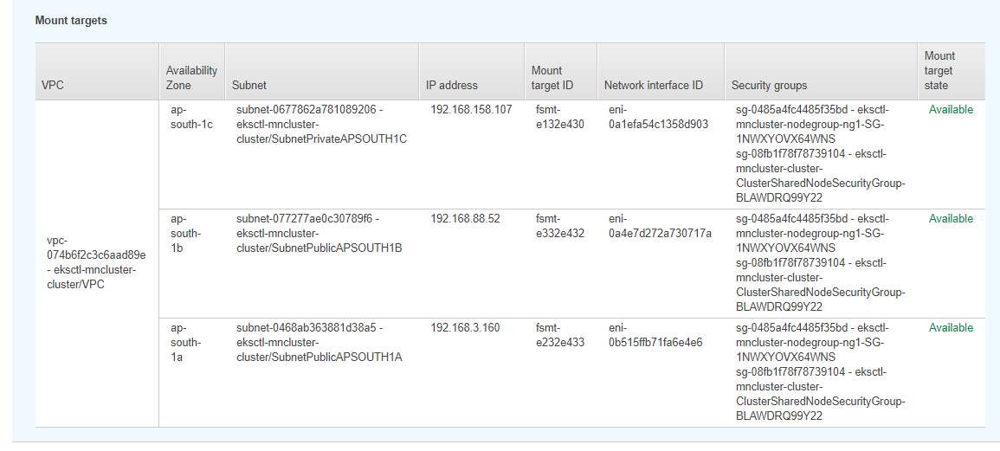 Mount targets
VPC
Availability
Zone
Subnet
IP address
Mount
target ID
Network interface ID
Security groups
Mount
target
state
vpc-
074b6f2c3c6aad89e
- eksctl-mncluster-
cluster/VPC
ap-
south-1c
subnet-0677862a781089206 -
eksctl-mncluster-
cluster/SubnetPrivateAPSOUTH1C
192.168.158.107
fsmt-
e132e430
eni-
0a1efa54c1358d903
sg-0485a4fc4485f35bd - eksctl-
mncluster-nodegroup-ng1-SG-
1NWXYOVX64WNS
sg-08fb1f78f78739104 - eksctl-
mncluster-cluster-
ClusterSharedNodeSecurityGroup-
BLAWDRQ99Y22
Available
ap-
south-
1b
subnet-077277ae0c30789f6 -
eksctl-mncluster-
cluster/SubnetPublicAPSOUTH1B
192.168.88.52
fsmt-
e332e432
eni-
0a4e7d272a730717a
sg-0485a4fc4485f35bd - eksctl-
mncluster-nodegroup-ng1-SG-
1NWXYOVX64WNS
sg-08fb1f78f78739104 - eksctl-
mncluster-cluster-
ClusterSharedNodeSecurityGroup-
BLAWDRQ99Y22
Available
ap-
south-
1a
subnet-0468ab363881d38a5 -
eksctl-mncluster-
cluster/SubnetPublicAPSOUTH1A
192.168.3.160
fsmt-
e232e433
eni-
0b515ffb71fa6e4e6
sg-0485a4fc4485f35bd - eksctl-
mncluster-nodegroup-ng1-SG-
1NWXYOVX64WNS
sg-08fb1f78f78739104 - eksctl-
mncluster-cluster-
ClusterSharedNodeSecurityGroup-
BLAWDRQ99Y22
Available